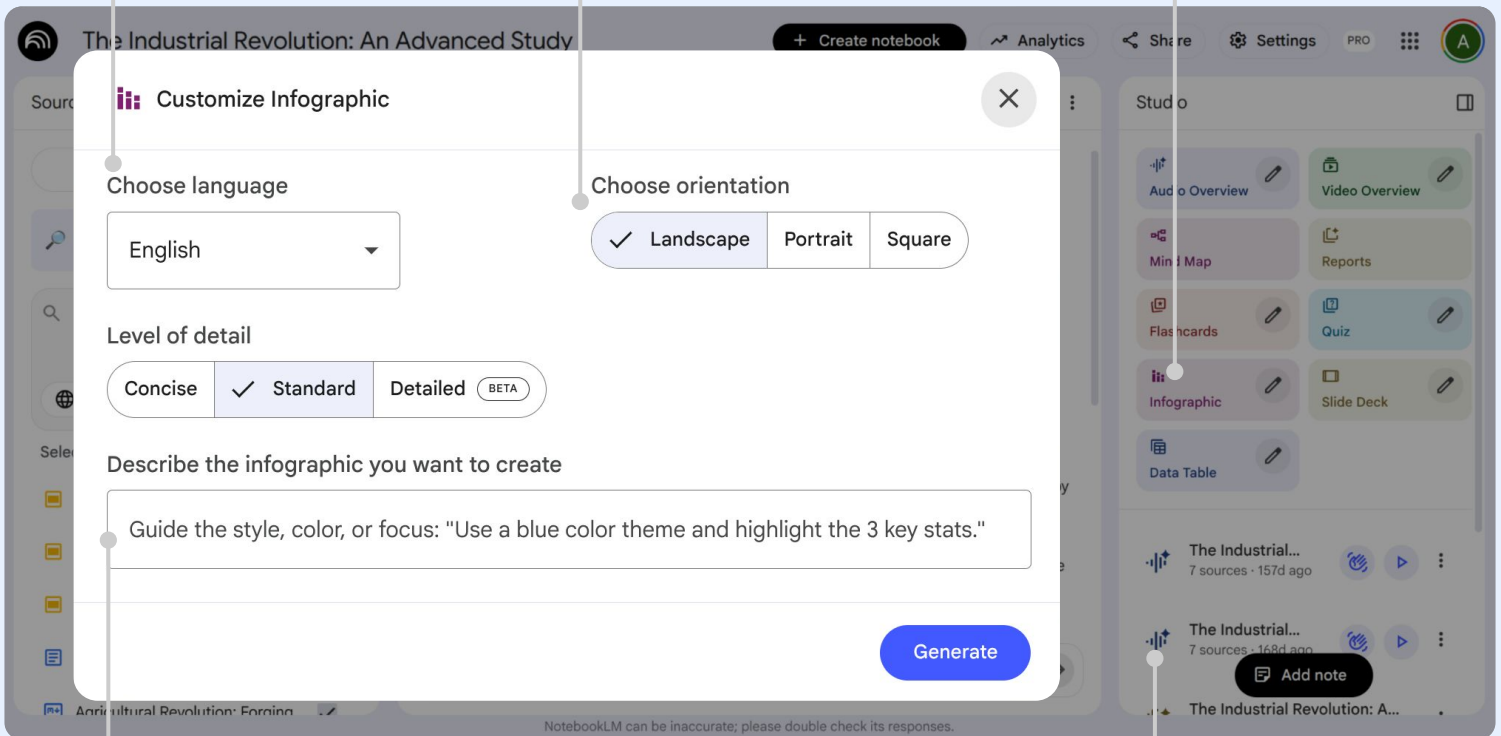 The Industrial Revolution: An Advanced Study
+ Create notebook
Analytics
Share
Settings
PRO
A
Customize Infographic
Studio
Choose language
English
Choose orientation
Landscape
Portrait
Square
Level of detail
Concise
Standard
Detailed
BETA
Describe the infographic you want to create
Guide the style, color, or focus: "Use a blue color theme and highlight the 3 key stats."
Generate
Audio Overview
Video Overview
Mind Map
Reports
Flashcards
Quiz
Infographic
Slide Deck
Data Table
The Industrial...
7 sources · 157d ago
The Industrial...
7 sources · 168d ago
Add note
The Industrial Revolution: A...
Agricultural Revolution: Forging
NotebookLM can be inaccurate; please double check its responses.